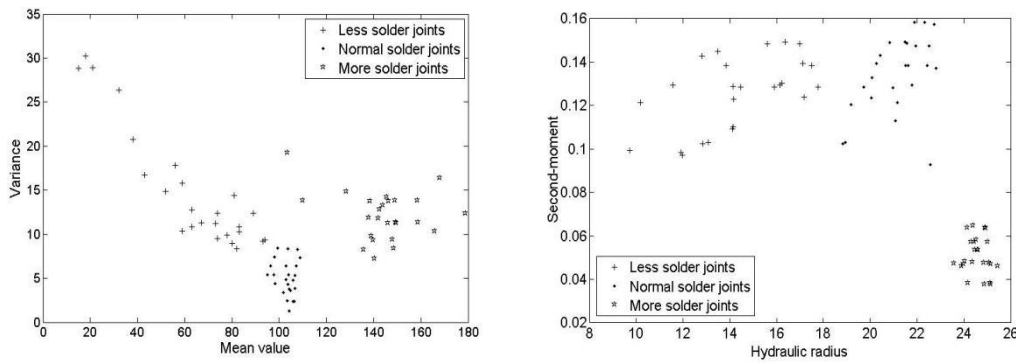 35
30
25
20
15
10
5
0
Variance
0 20 40 60 80 100 120 140 160 180
Mean value
Less solder joints
Normal solder joints
More solder joints
0.16
0.14
0.12
0.1
0.08
0.06
0.04
0.02
Second-moment
8 10 12 14 16 18 20 22 24 26
Hydraulic radius
Less solder joints
Normal solder joints
More solder joints